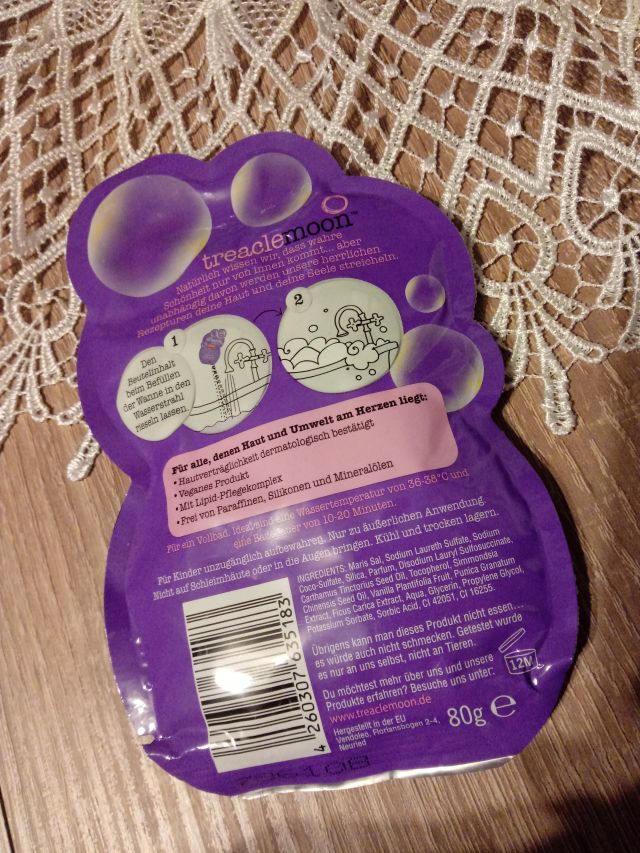 treaclemoon™
Natürlich wissen wir, dass wahre
Schönheit nur von innen kommt... aber
unabhängig davon werden unsere herrlichen
Rezepturen deine Haut und deine Seele streicheln.
1
Den
Beutelinhalt
beim Befüllen
der Wanne in den
Wasserstrahl
rieseln lassen.
2
Für alle, denen Haut und Umwelt am Herzen liegt:
• Hautverträglichkeit dermatologisch bestätigt
• Veganes Produkt
• Mit Lipid-Pflegekomplex
• Frei von Paraffinen, Silikonen und Mineralölen
Für ein Vollbad. Ideal sind eine Wassertemperatur von 36-38°C und
eine Badedauer von 10-20 Minuten.
Für Kinder unzugänglich aufbewahren. Nur zu äußerlichen Anwendung.
Nicht auf Schleimhäute oder in die Augen bringen. Kühl und trocken lagern.
INGREDIENTS: Maris Sal, Sodium Laureth Sulfate, Sodium
Coco-Sulfate, Silica, Parfum, Disodium Lauryl Sulfosuccinate,
Carthamus Tinctorius Seed Oil, Tocopherol, Simmondsia
Chinensis Seed Oil, Vanilla Plantifolia Fruit, Punica Granatum
Extract, Ficus Carica Extract, Aqua, Glycerin, Propylene Glycol,
Potassium Sorbate, Sorbic Acid, CI 42051, CI 16255.
Übrigens kann man dieses Produkt nicht essen...
es würde auch nicht schmecken. Getestet wurde
es nur an uns selbst, nicht an Tieren.
12M
Du möchtest mehr über uns und unsere
Produkte erfahren? Besuche uns unter:
www.treaclemoon.de
Hergestellt in der EU
Vendoleo, Floriansbogen 2-4,
Neuried
80g e
4 260307 635183